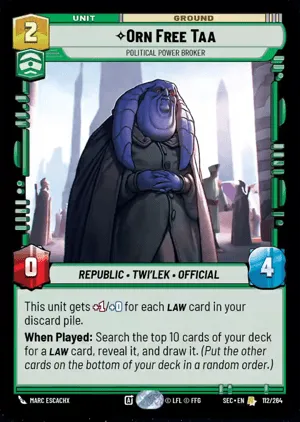 UNIT GROUND
2
✧ORN FREE TAA
POLITICAL POWER BROKER
0
4
REPUBLIC • TWI'LEK • OFFICIAL
This unit gets +1/+0 for each LAW card in your
discard pile.
When Played: Search the top 10 cards of your deck
for a LAW card, reveal it, and draw it. (Put the other
cards on the bottom of your deck in a random order.)
MARC ESCACHX © LFL © FFG SEC • EN 112/264